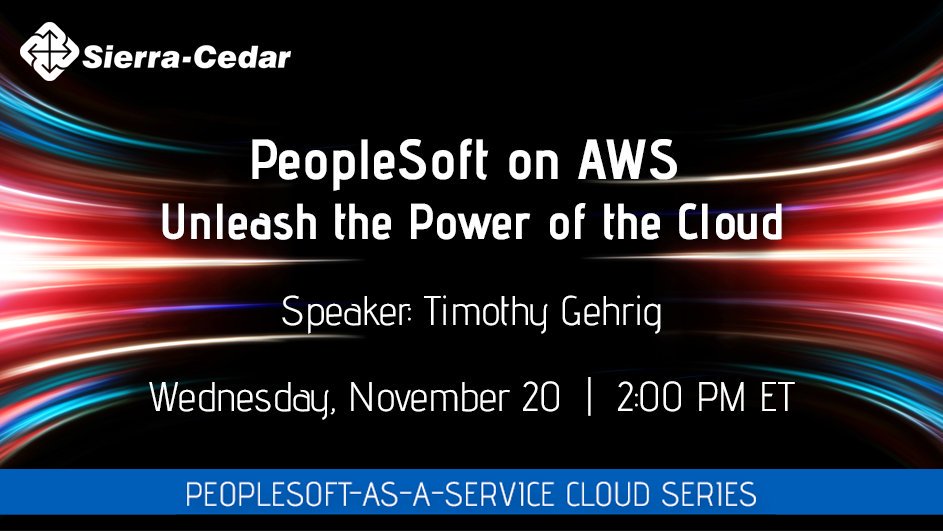 Sierra-Cedar
PeopleSoft on AWS
Unleash the Power of the Cloud
Speaker: Timothy Gehrig
Wednesday, November 20 | 2:00 PM ET
PEOPLESOFT-AS-A-SERVICE CLOUD SERIES